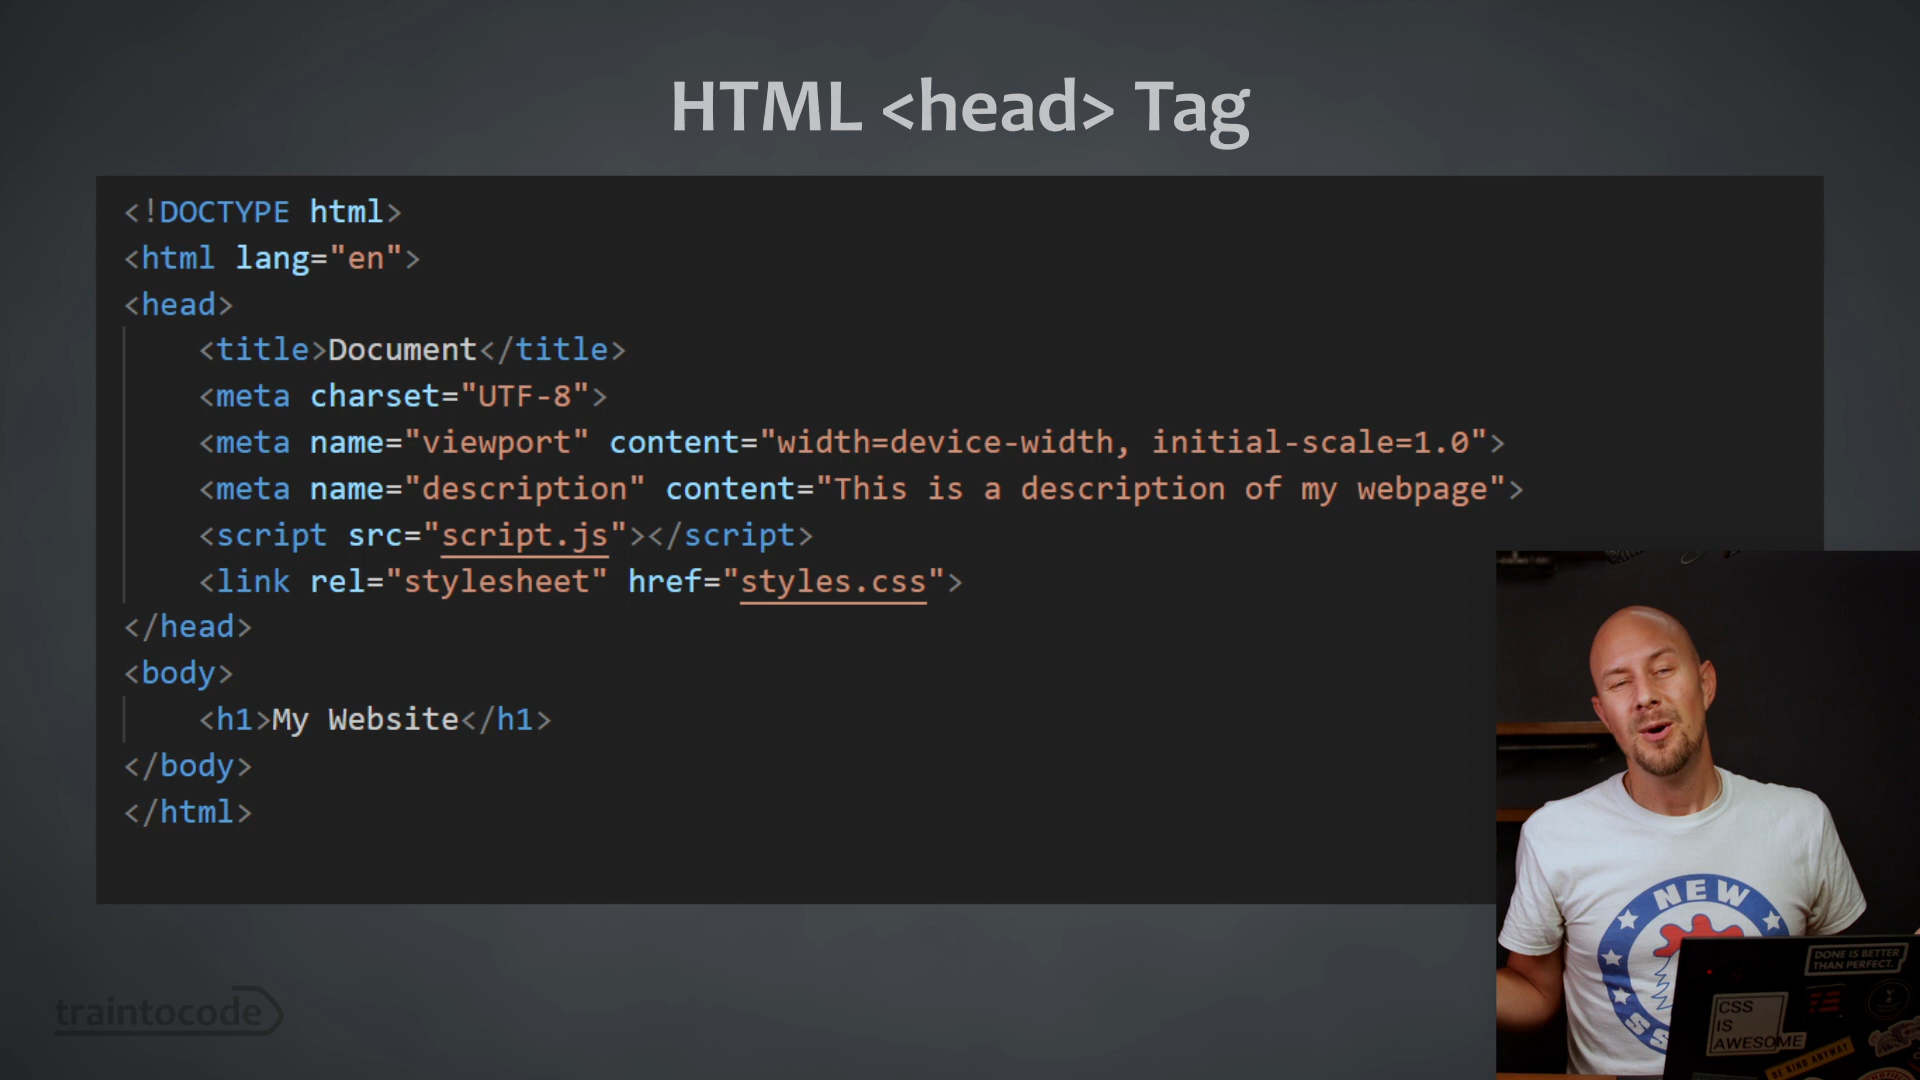 HTML <head> Tag
<!DOCTYPE html>
<html lang="en">
<head>
<title>Document</title>
<meta charset="UTF-8">
<meta name="viewport" content="width=device-width, initial-scale=1.0">
<meta name="description" content="This is a description of my webpage">
<script src="script.js"></script>
<link rel="stylesheet" href="styles.css">
</head>
<body>
<h1>My Website</h1>
</body>
</html>
NEW
DONE IS BETTER
THAN PERFECT.
CSS
IS
AWESOME
BE KIND ANYWAY
traintocode